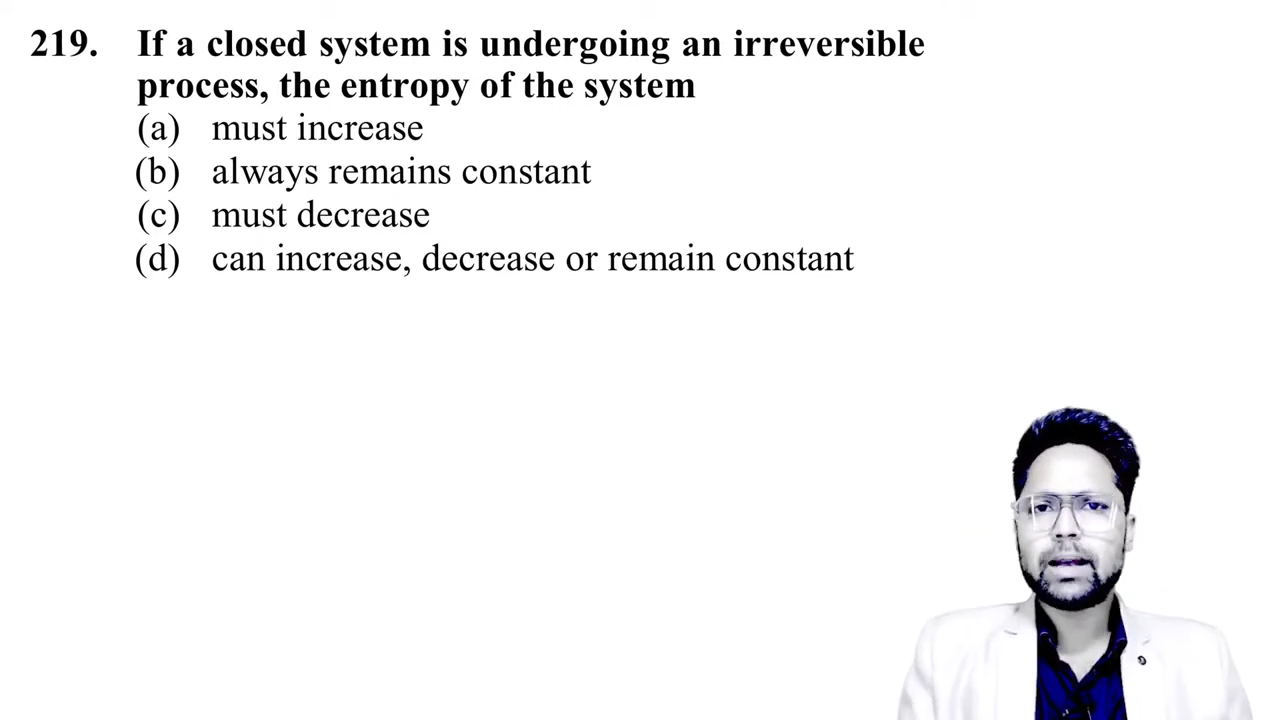 219. If a closed system is undergoing an irreversible
process, the entropy of the system
(a) must increase
(b) always remains constant
(c) must decrease
(d) can increase, decrease or remain constant